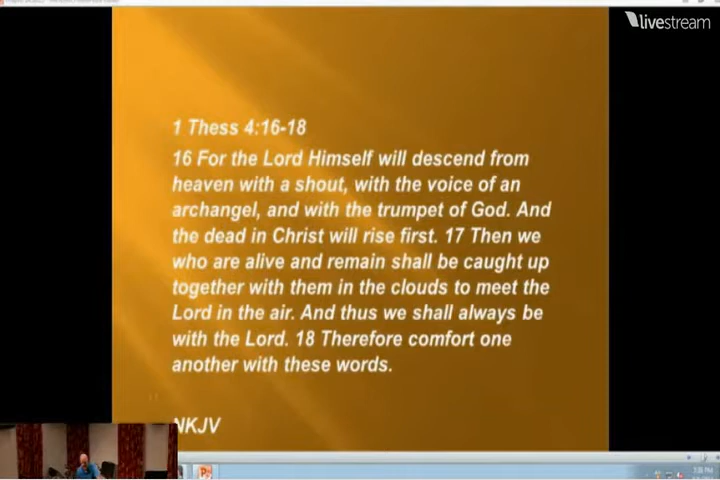 livestream
1 Thess 4:16-18
16 For the Lord Himself will descend from
heaven with a shout, with the voice of an
archangel, and with the trumpet of God. And
the dead in Christ will rise first. 17 Then we
who are alive and remain shall be caught up
together with them in the clouds to meet the
Lord in the air. And thus we shall always be
with the Lord. 18 Therefore comfort one
another with these words.
NKJV